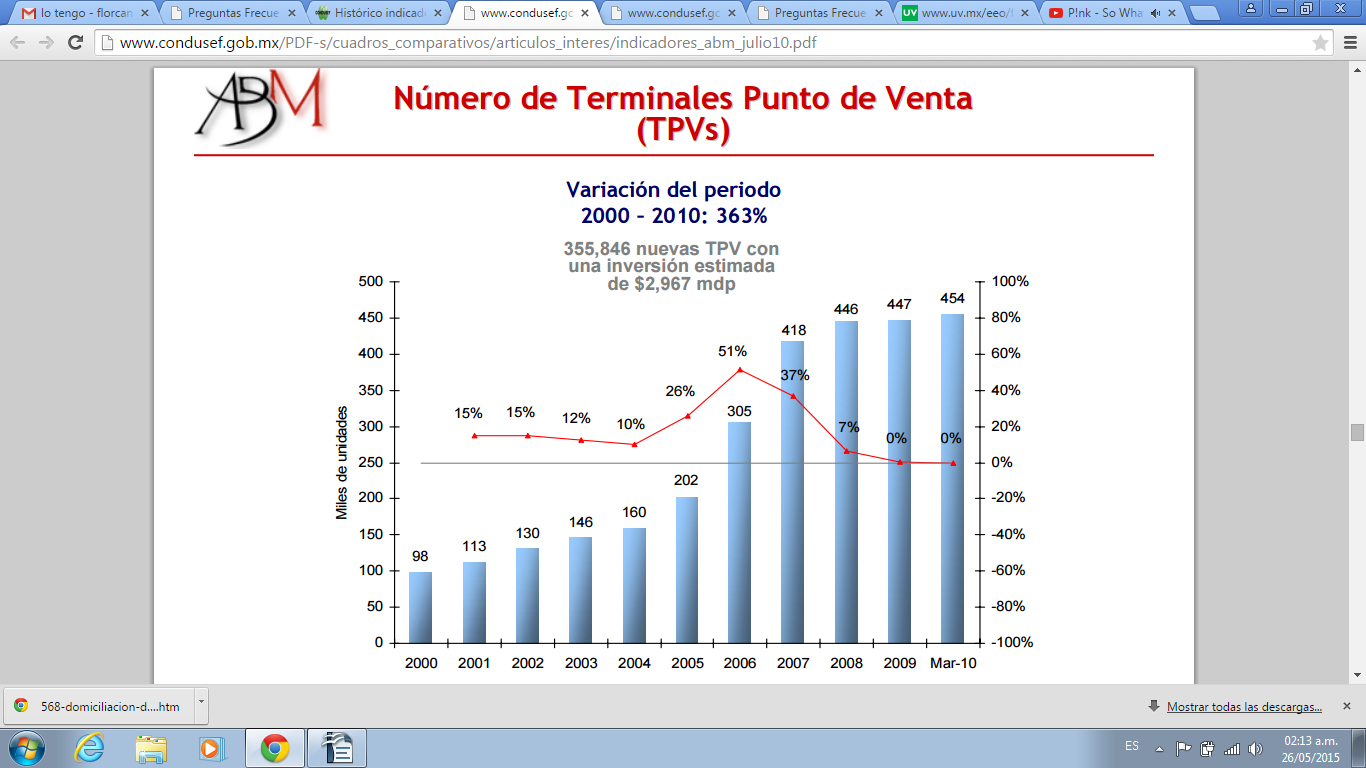 lo tengo - florcan
Preguntas Frecue
Histórico indicad
www.condusef.gc
www.condusef.gc
Preguntas Frecue
UV www.uv.mx/eeo/
P!nk - So Wha
www.condusef.gob.mx/PDF-s/cuadros_comparativos/articulos_interes/indicadores_abm_julio10.pdf
ABM
Número de Terminales Punto de Venta
(TPVs)
Variación del periodo
2000 – 2010: 363%
355,846 nuevas TPV con
una inversión estimada
de $2,967 mdp
Miles de unidades
500
450
400
350
300
250
200
150
100
50
0
98
113
130
146
160
202
305
418
446
447
454
15%
15%
12%
10%
26%
51%
37%
7%
0%
0%
100%
80%
60%
40%
20%
0%
-20%
-40%
-60%
-80%
-100%
2000 2001 2002 2003 2004 2005 2006 2007 2008 2009 Mar-10
568-domiciliacion-d....htm
Mostrar todas las descargas...
ES
02:13 a.m.
26/05/2015